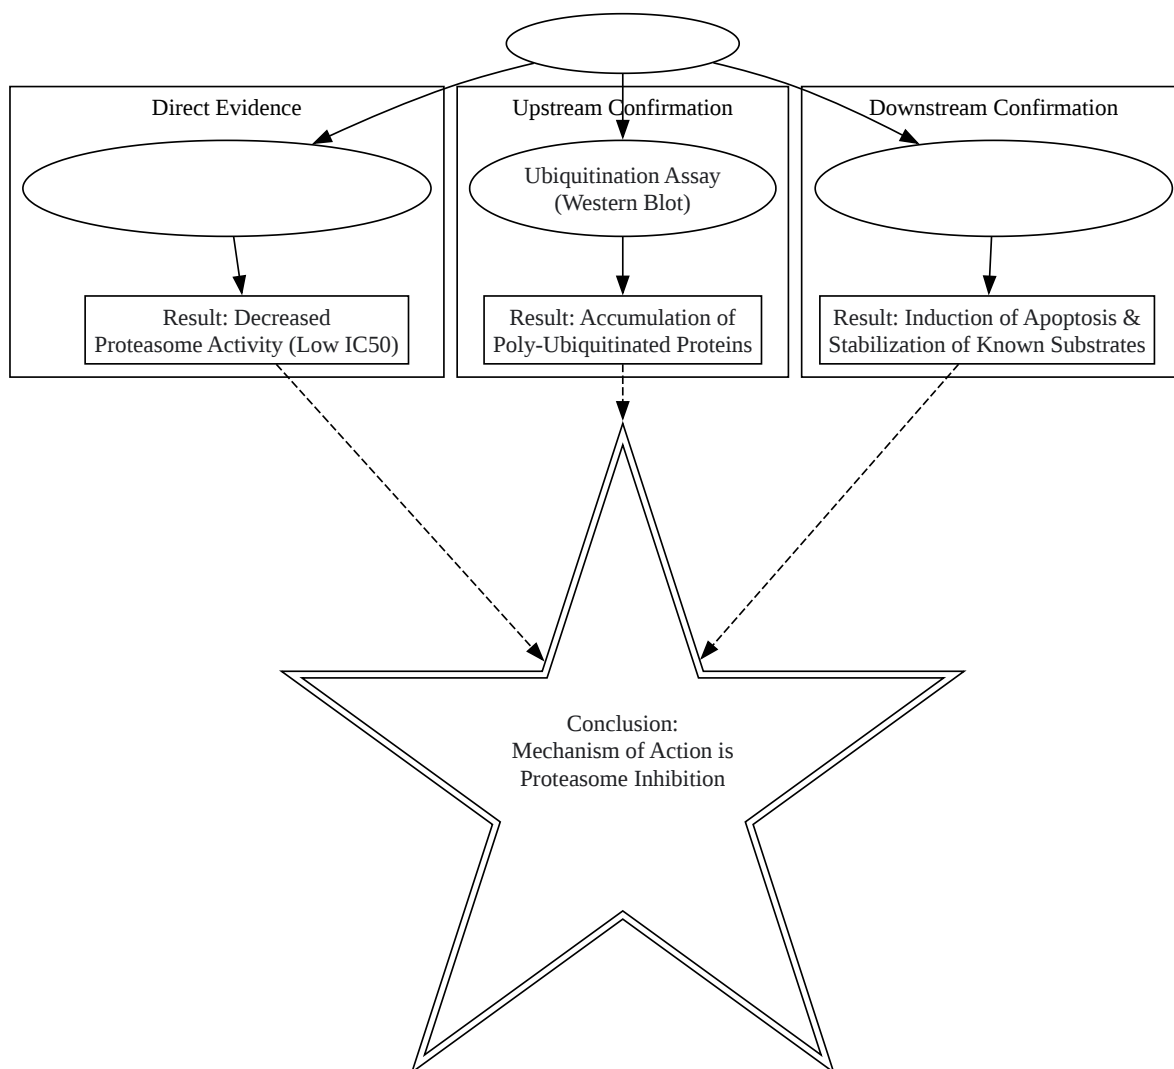 Direct Evidence
Upstream Confirmation
Downstream Confirmation
Ubiquitination Assay
(Western Blot)
Result: Decreased
Proteasome Activity (Low IC50)
Result: Accumulation of
Poly-Ubiquitinated Proteins
Result: Induction of Apoptosis &
Stabilization of Known Substrates
Conclusion:
Mechanism of Action is
Proteasome Inhibition